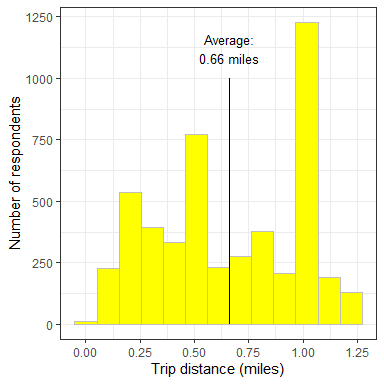 Average:
0.66 miles
Number of respondents
1250
1000
750
500
250
0
0.00 0.25 0.50 0.75 1.00 1.25
Trip distance (miles)